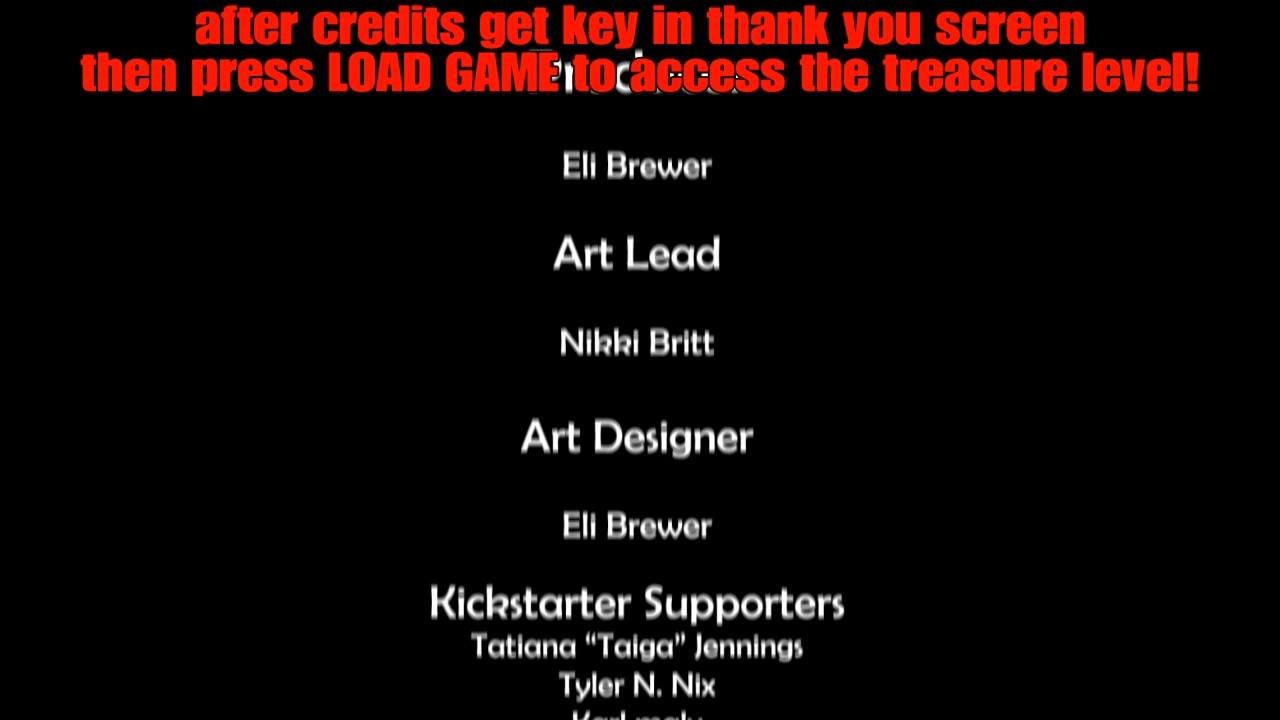 after credits get key in thank you screen
then press LOAD GAME to access the treasure level!
Eli Brewer
Art Lead
Nikki Britt
Art Designer
Eli Brewer
Kickstarter Supporters
Tatiana “Taiga” Jennings
Tyler N. Nix